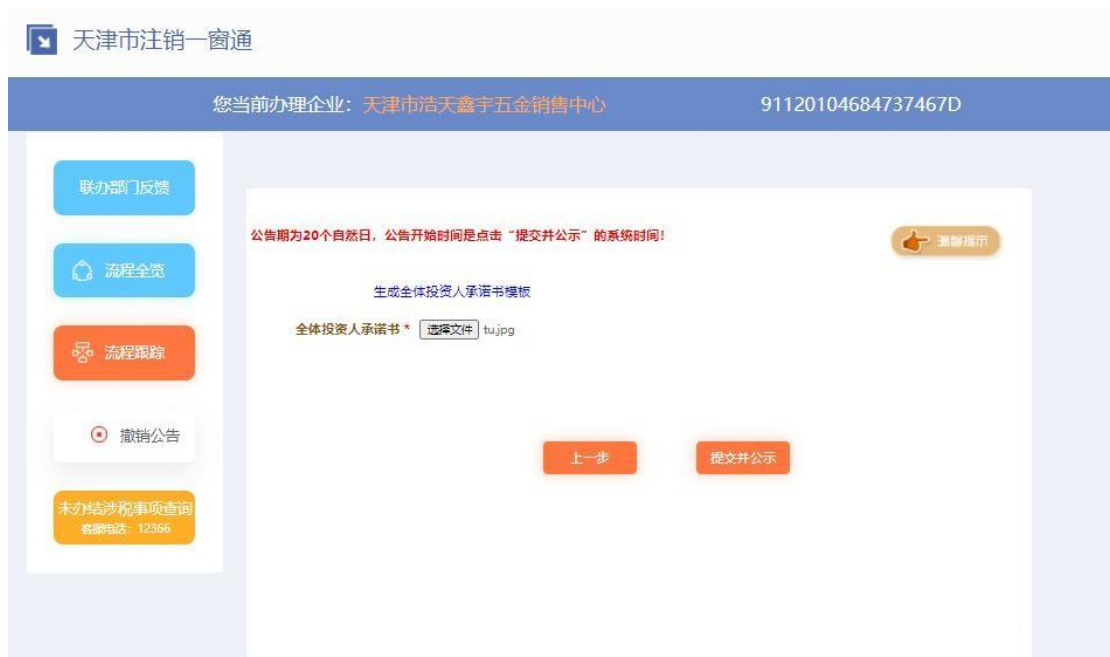 天津市注销一窗通
您当前办理企业：天津市浩天鑫宇五金销售中心 91120104684737467D
联办部门反馈
公告期为20个自然日，公告开始时间是点击“提交并公示”的系统时间！
温馨提示
流程全览
生成全体投资人承诺书模板
全体投资人承诺书 * 选择文件 tu.jpg
流程跟踪
撤销公告
上一步 提交并公示
未办结涉税事项查询
客服电话：12366